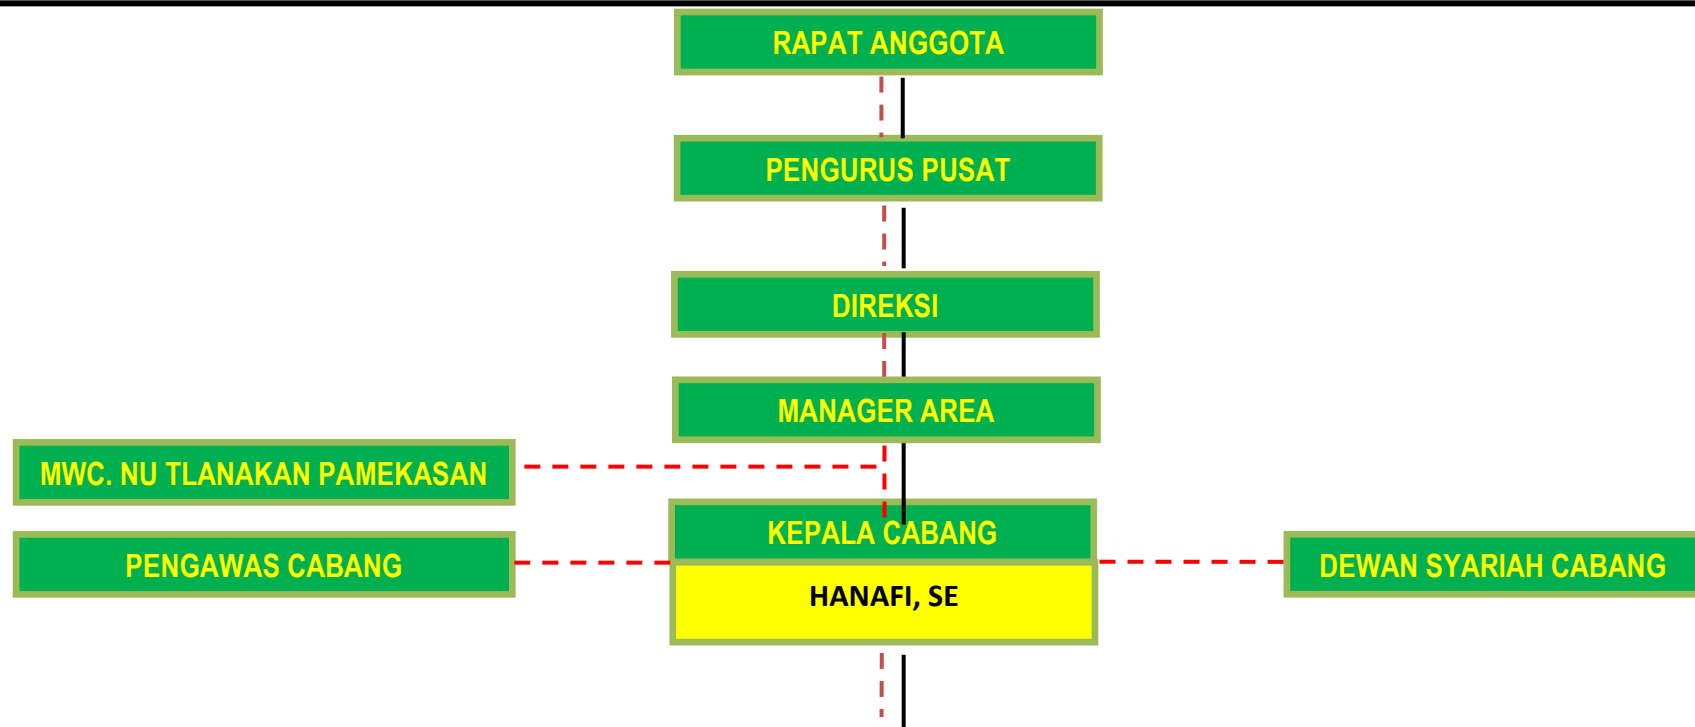 RAPAT ANGGOTA
PENGURUS PUSAT
DIREKSI
MANAGER AREA
MWC. NU TLANAKAN PAMEKASAN
KEPALA CABANG
PENGAWAS CABANG
DEWAN SYARIAH CABANG
HANAFI, SE